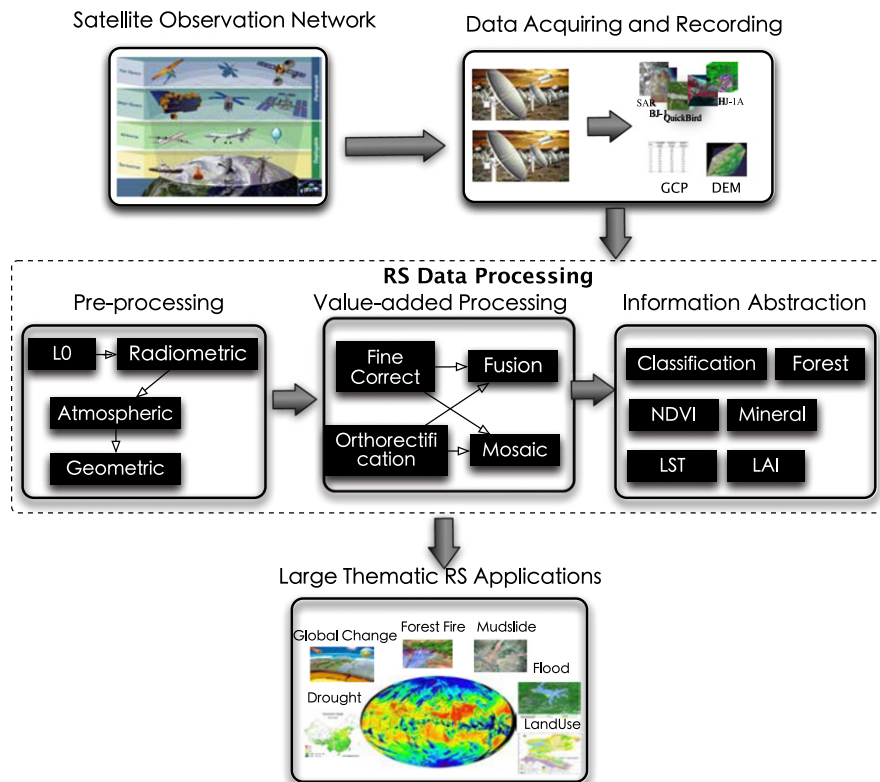 Satellite Observation Network
Data Acquiring and Recording
SAR
BJ-1
QuickBird
HJ-1A
GCP
DEM
RS Data Processing
Pre-processing
Value-added Processing
Information Abstraction
L0
Radiometric
Atmospheric
Geometric
Fine
Correct
Fusion
Orthorectifi
cation
Mosaic
Classification
Forest
NDVI
Mineral
LST
LAI
Large Thematic RS Applications
Global Change
Forest Fire
Mudslide
Flood
Drought
LandUse